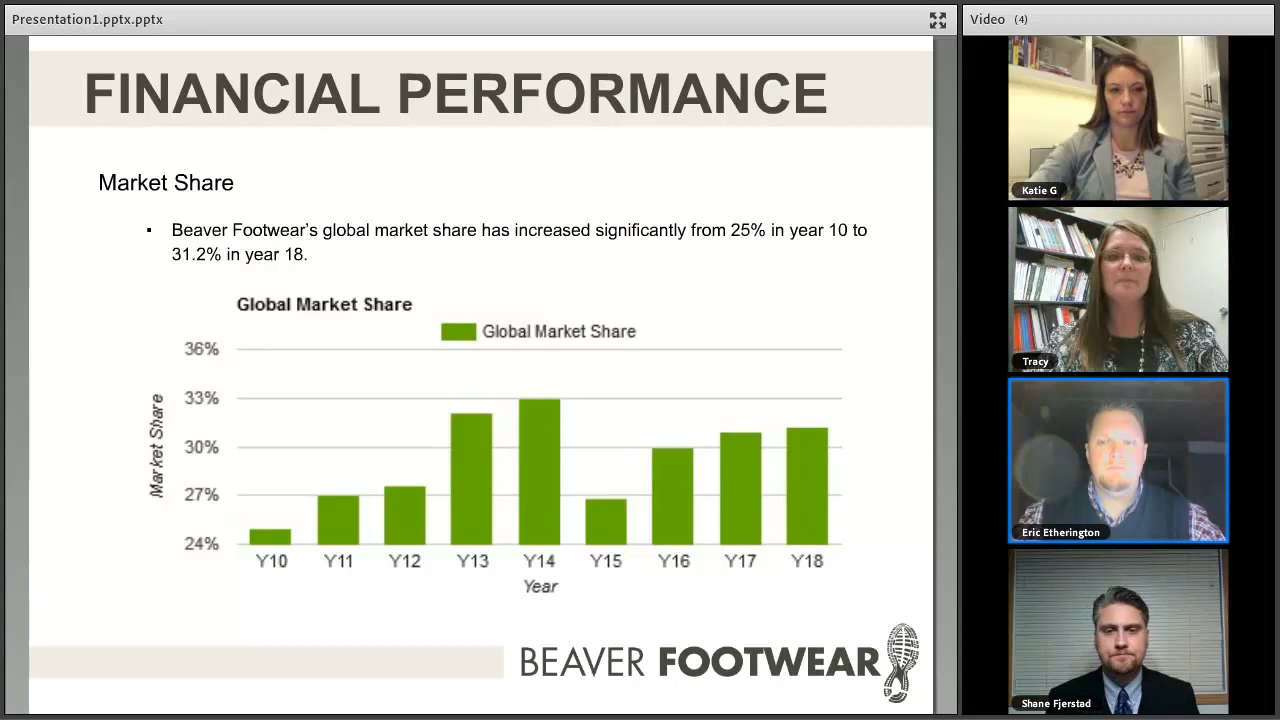 Presentation1.pptx.pptx
Video (4)
FINANCIAL PERFORMANCE
Market Share
▪ Beaver Footwear's global market share has increased significantly from 25% in year 10 to
31.2% in year 18.
Global Market Share
Global Market Share
36%
33%
30%
27%
24%
Market Share
Y10 Y11 Y12 Y13 Y14 Y15 Y16 Y17 Y18
Year
BEAVER FOOTWEAR
Katie G
Tracy
Eric Etherington
Shane Fjerstad